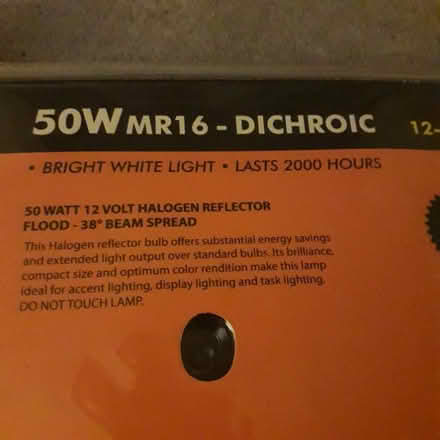 50W MR16 - DICHROIC 12-
• BRIGHT WHITE LIGHT • LASTS 2000 HOURS
50 WATT 12 VOLT HALOGEN REFLECTOR
FLOOD - 38° BEAM SPREAD
This Halogen reflector bulb offers substantial energy savings
and extended light output over standard bulbs. Its brilliance,
compact size and optimum color rendition make this lamp
ideal for accent lighting, display lighting and task lighting.
DO NOT TOUCH LAMP.